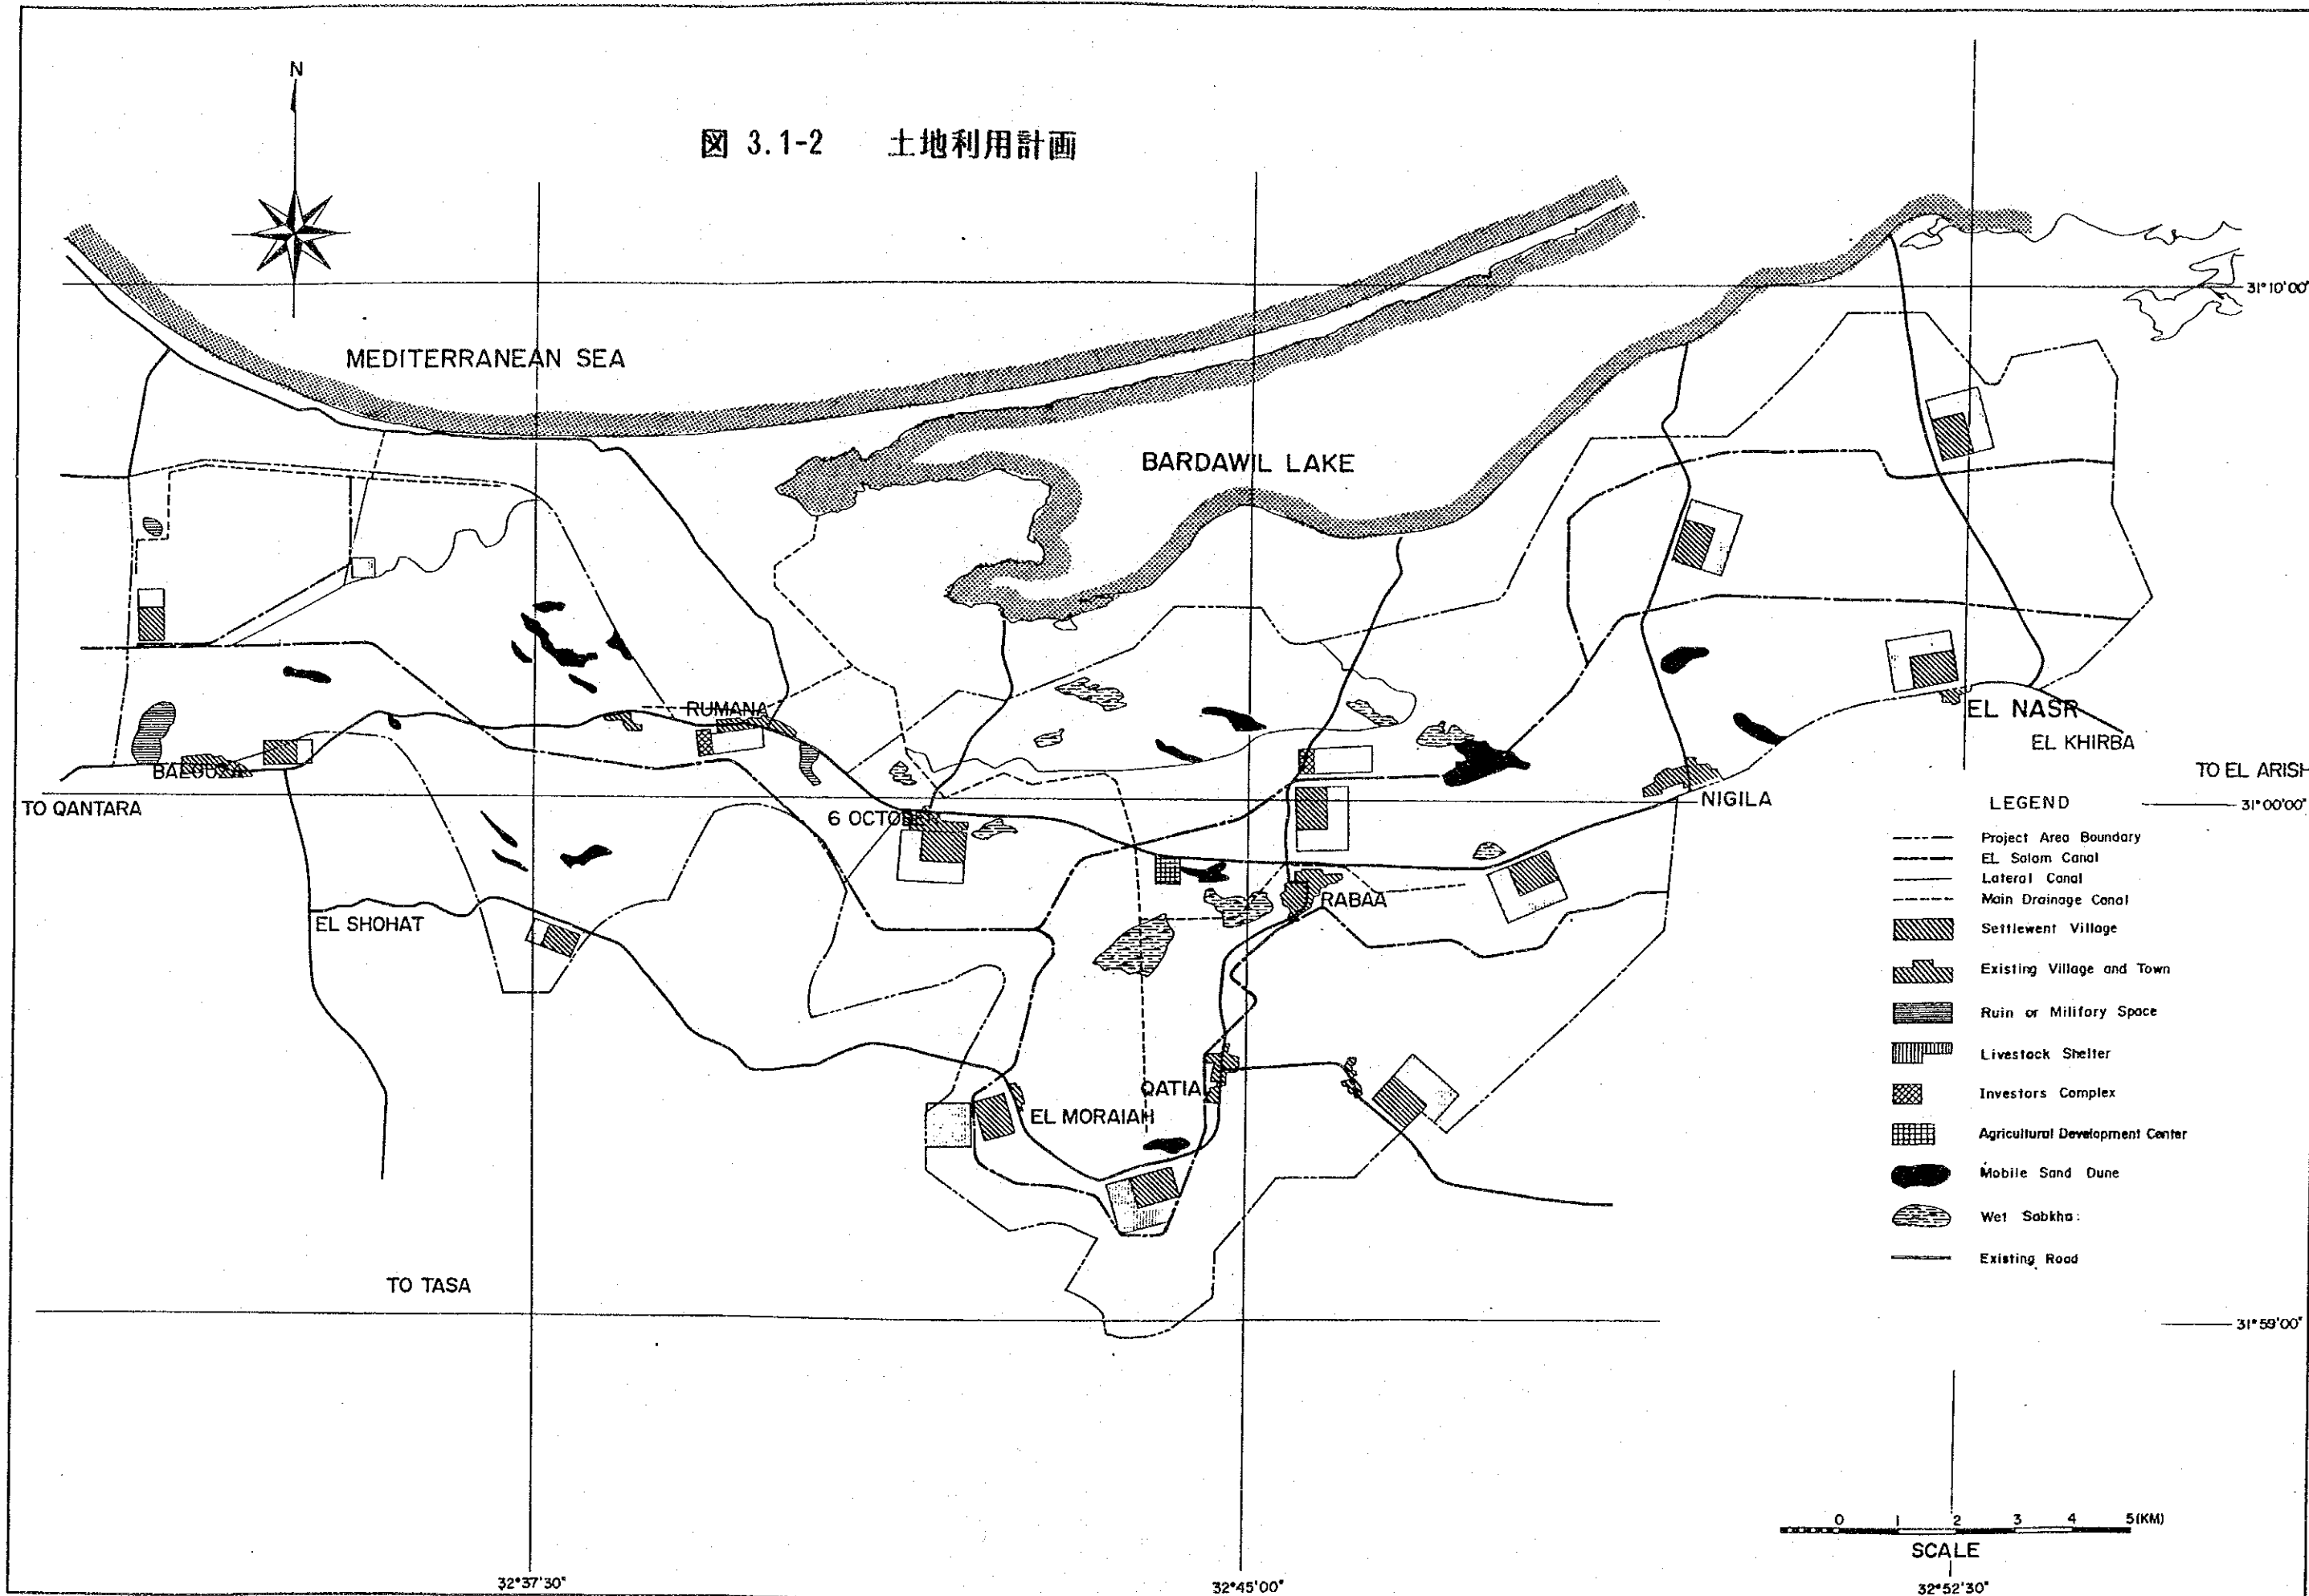 N
図 3.1-2 土地利用計画
31°10'00"
MEDITERRANEAN SEA
BARDAWIL LAKE
RUMANA
EL NASR
EL KHIRBA
BALOUZA
TO EL ARISH
TO QANTARA
NIGILA
6 OCTOBER
31°00'00"
RABAA
EL SHOHAT
QATIA
EL MORAIAH
TO TASA
LEGEND
Project Area Boundary
EL Salam Canal
Lateral Canal
Main Drainage Canal
Settlewent Village
Existing Village and Town
Ruin or Milifory Space
Livestock Shelter
Investors Complex
Agricultural Development Center
Mobile Sand Dune
Wet Sabkha:
Existing Road
31°59'00"
0 1 2 3 4 5(KM)
SCALE
32°37'30"
32°45'00"
32°52'30"